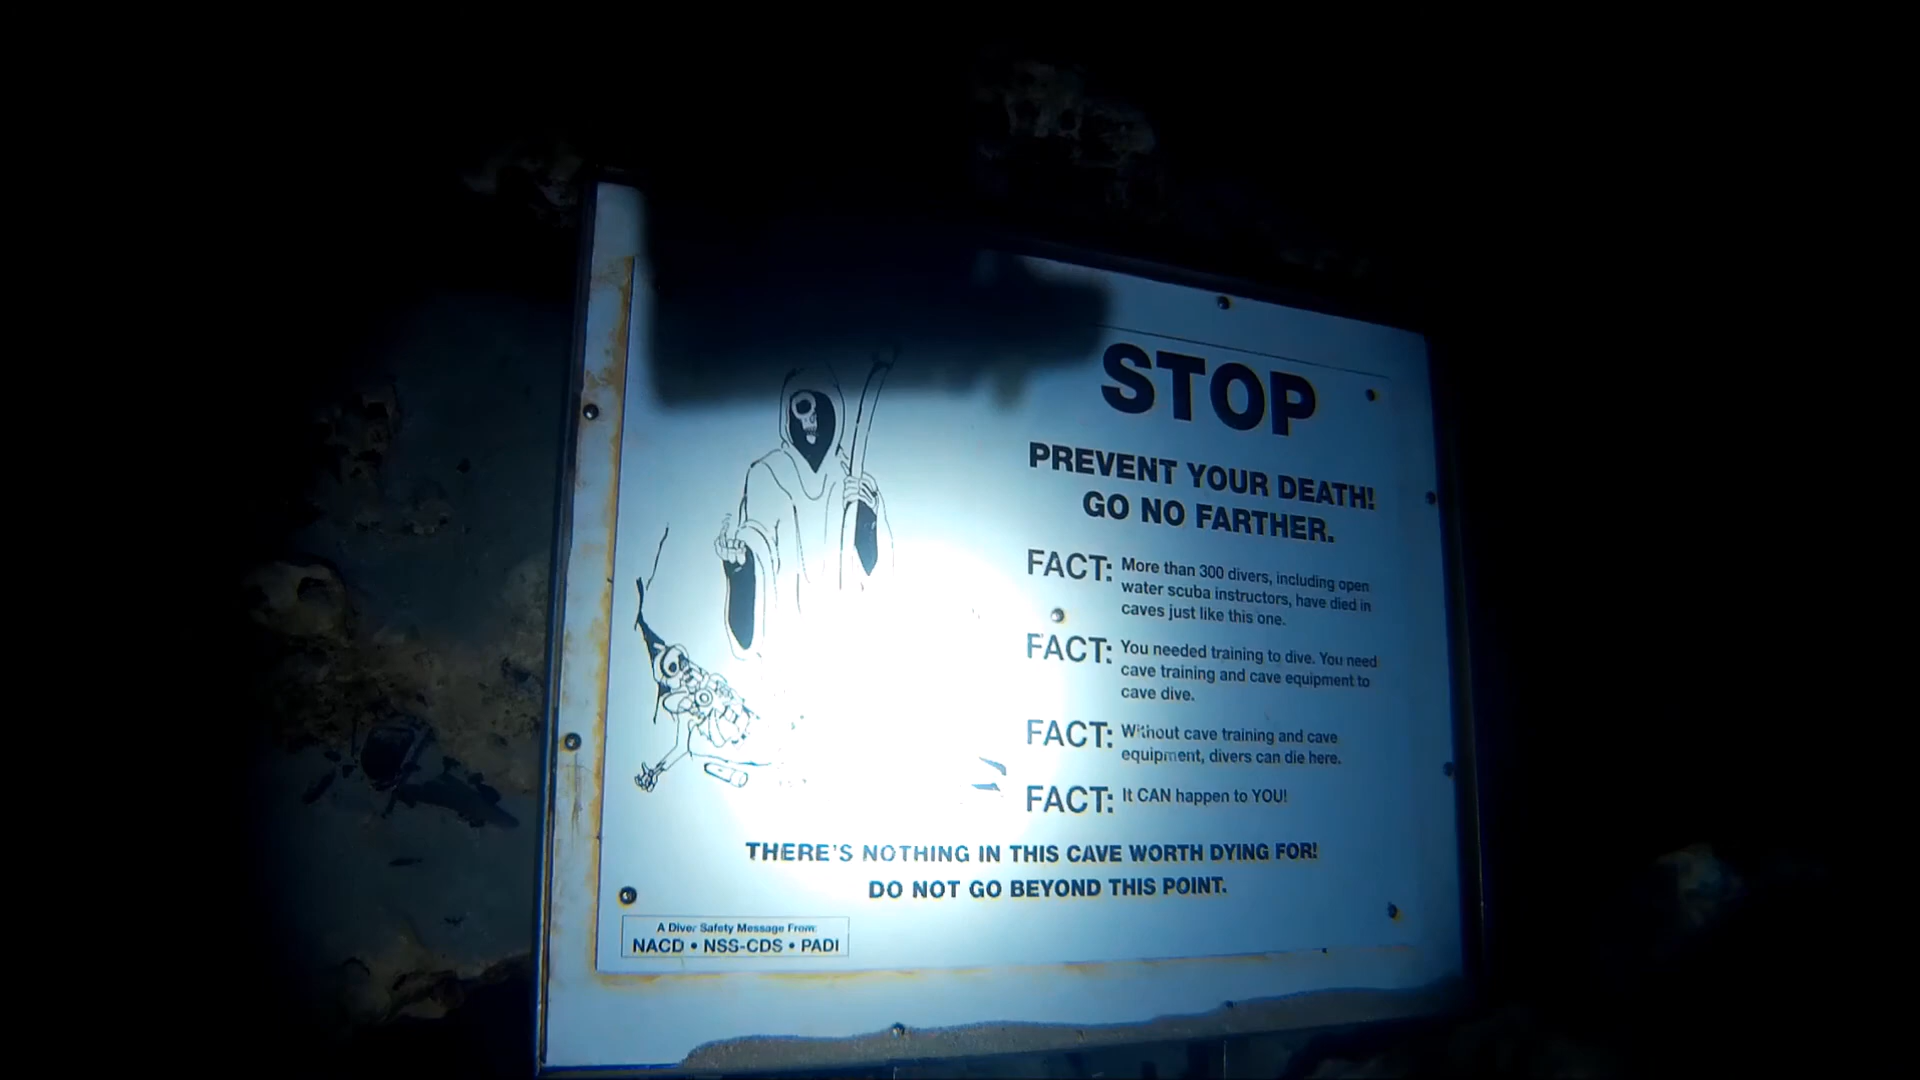 STOP
PREVENT YOUR DEATH!
GO NO FARTHER.
FACT: More than 300 divers, including open
water scuba instructors, have died in
caves just like this one.
FACT: You needed training to dive. You need
cave training and cave equipment to
cave dive.
FACT: Without cave training and cave
equipment, divers can die here.
FACT: It CAN happen to YOU!
THERE'S NOTHING IN THIS CAVE WORTH DYING FOR!
DO NOT GO BEYOND THIS POINT.
A Diver Safety Message From:
NACD • NSS-CDS • PADI